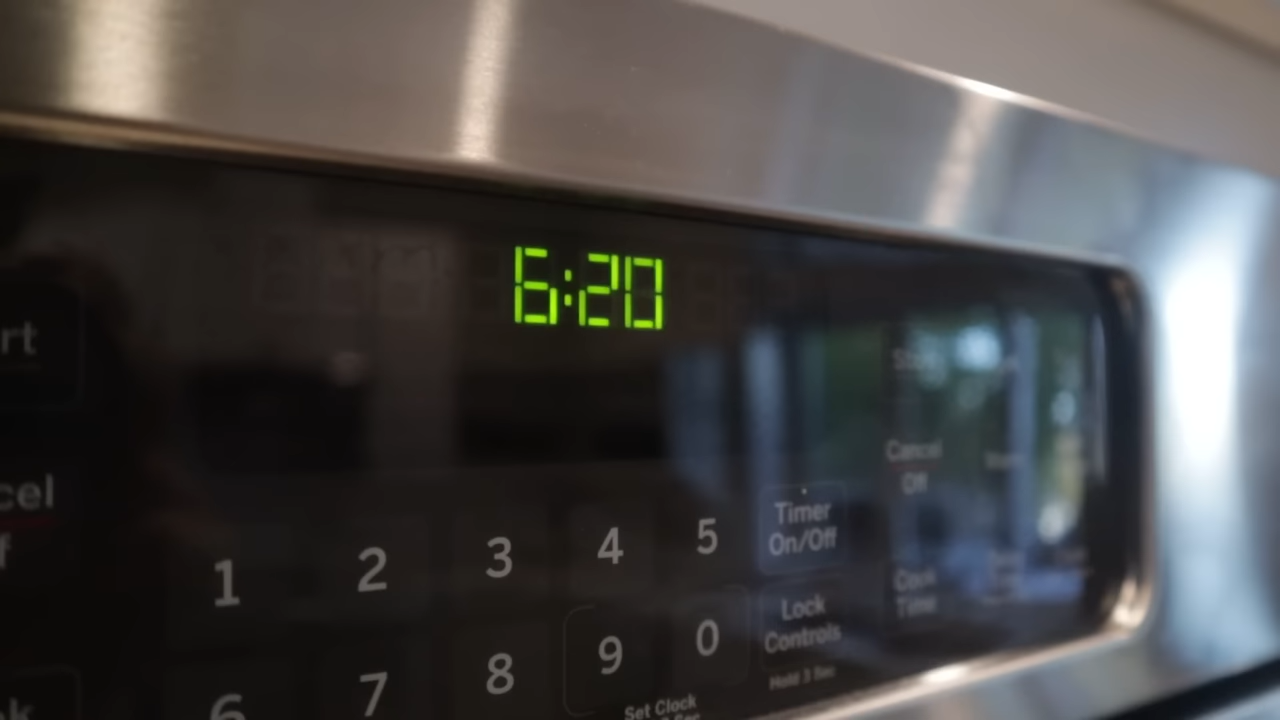 6:20
rt
Cancel
Off
cel
f
1 2 3 4 5
Timer
On/Off
Cook
Time
Lock
Controls
Hold 3 Sec
6 7 8 9 0
Set Clock